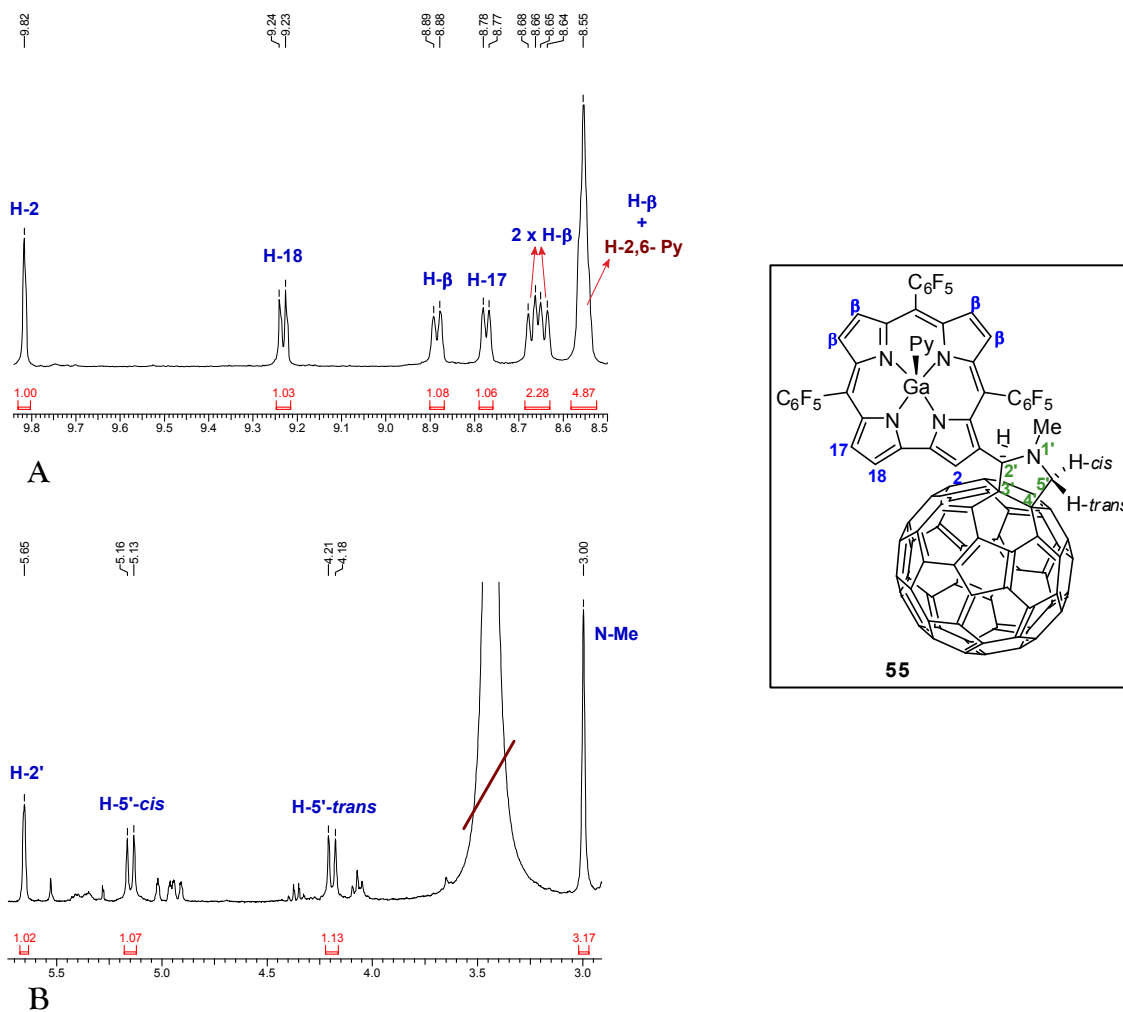 9.82
9.24
9.23
8.89
8.88
8.78
8.77
8.68
8.66
8.65
8.64
8.55
H-2
H-18
H-β
H-17
2 x H-β
H-β
+
H-2,6- Py
1.00
1.03
1.08
1.06
2.28
4.87
9.8 9.7 9.6 9.5 9.4 9.3 9.2 9.1 9.0 8.9 8.8 8.7 8.6 8.5
A
5.65
5.16
5.13
4.21
4.18
3.00
N-Me
H-2'
H-5'-cis
H-5'-trans
1.02
1.07
1.13
3.17
5.5 5.0 4.5 4.0 3.5 3.0
B
C6F5
β β
β β
Py
N N
Ga
C6F5 C6F5
N N
H Me
N 1'
17
H-cis
2' 5'
18 2 3' 4'
H-trans
55